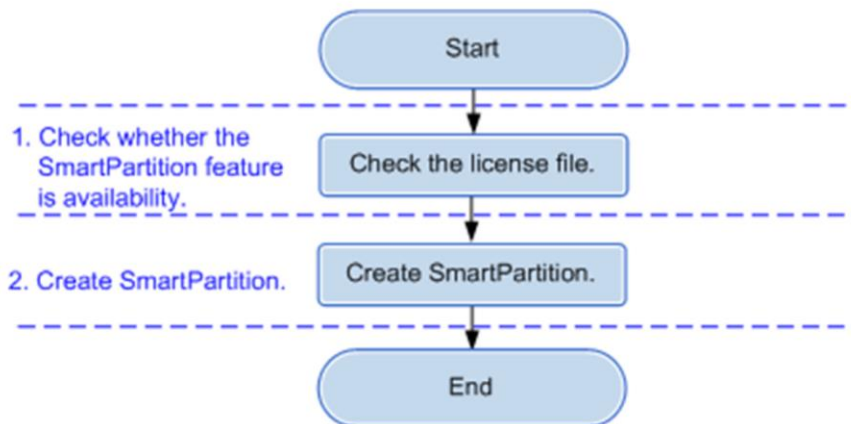 Start
1. Check whether the
SmartPartition feature
is availability.
Check the license file.
2. Create SmartPartition.
Create SmartPartition.
End